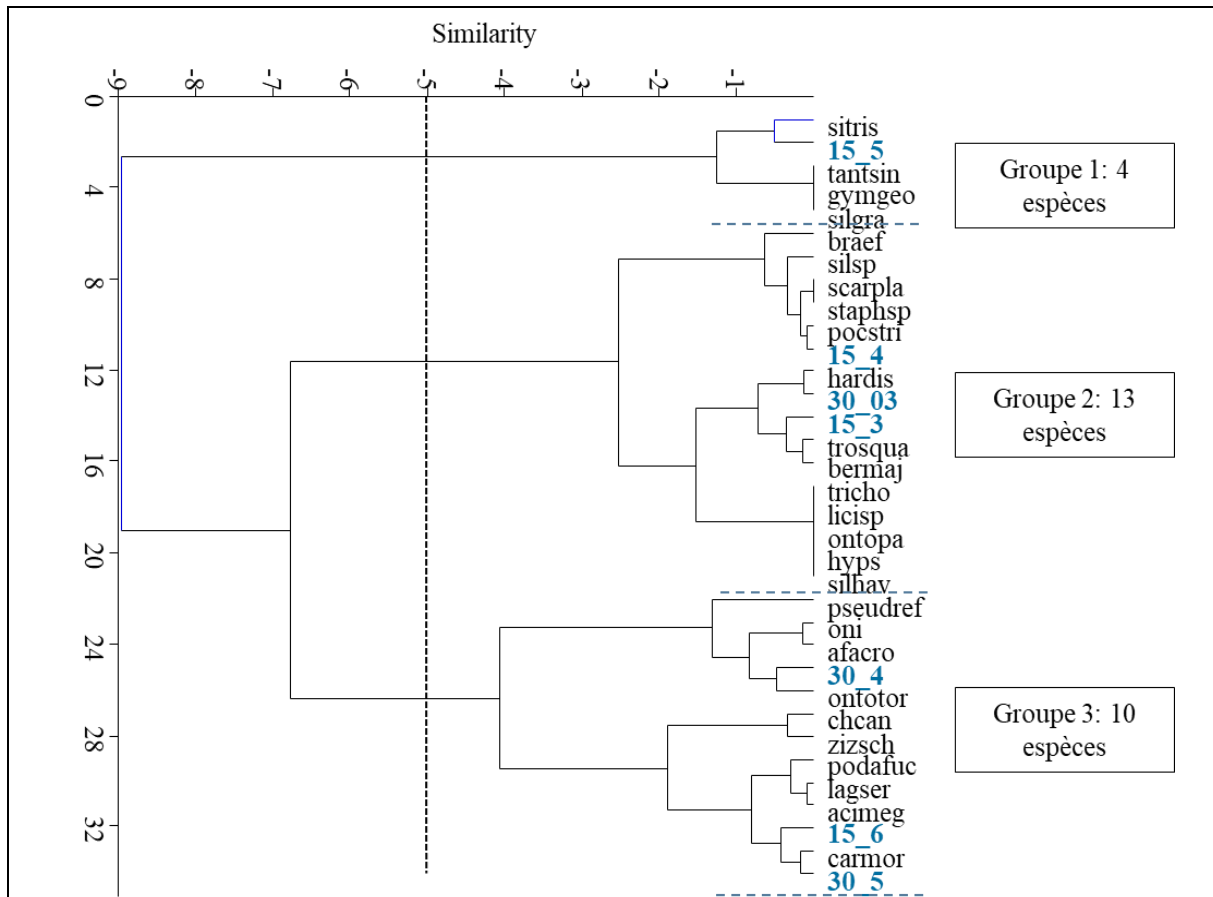 Similarity
-9 -8 -7 -6 -5 -4 -3 -2 -1
0
sitris
15_5
tantsin
4
gymgeo
silgra
Groupe 1: 4
espèces
braef
silsp
8
scarpla
staphsp
pocstri
15_4
12
hardis
30_03
15_3
trosqua
16
bermaj
tricho
licisp
ontopa
20
hyps
silhav
Groupe 2: 13
espèces
pseudref
oni
24
afacro
30_4
ontotor
chcan
28
zizsch
podafuc
lagser
acimeg
32
15_6
carmor
30_5
Groupe 3: 10
espèces